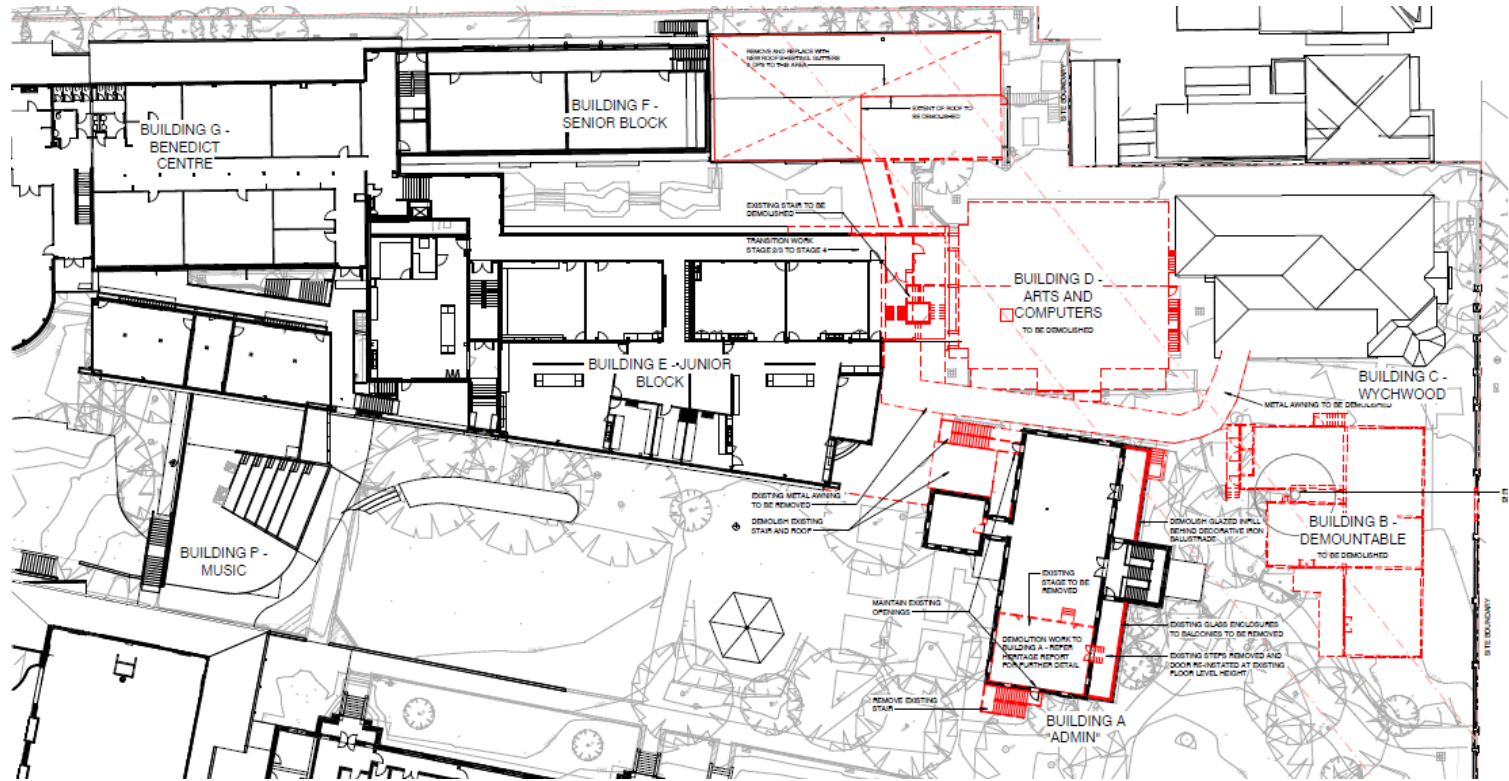 REMOVE AND REPLACE WITH
NEW ROOF SHEETING, GUTTERS
& DPS TO THIS AREA
EXTENT OF ROOF TO
BE DEMOLISHED
SITE BOUNDARY
BUILDING F -
SENIOR BLOCK
BUILDING G -
BENEDICT
CENTRE
EXISTING STAIR TO BE
DEMOLISHED
TRANSITION WORK
STAGE 2/3 TO STAGE 4
BUILDING D -
ARTS AND
COMPUTERS
TO BE DEMOLISHED
BUILDING E - JUNIOR
BLOCK
BUILDING C -
WYCHWOOD
METAL AWNING TO BE DEMOLISHED
EXISTING METAL AWNING
TO BE REMOVED
DEMOLISH EXISTING
STAIR AND ROOF
DEMOLISH GLAZED INFILL
BEHIND DECORATIVE IRON
BALUSTRADE
BUILDING B -
DEMOUNTABLE
TO BE DEMOLISHED
BUILDING P -
MUSIC
EXISTING
STAGE TO BE
REMOVED
MAINTAIN EXISTING
OPENINGS
DEMOLITION WORK TO
BUILDING A - REFER
HERITAGE REPORT
FOR FURTHER DETAIL
EXISTING GLASS ENCLOSURES
TO BALCONIES TO BE REMOVED
EXISTING STEPS REMOVED AND
DOOR RE-INSTATED AT EXISTING
FLOOR LEVEL HEIGHT
SITE BOUNDARY
REMOVE EXISTING
STAIR
BUILDING A
"ADMIN"